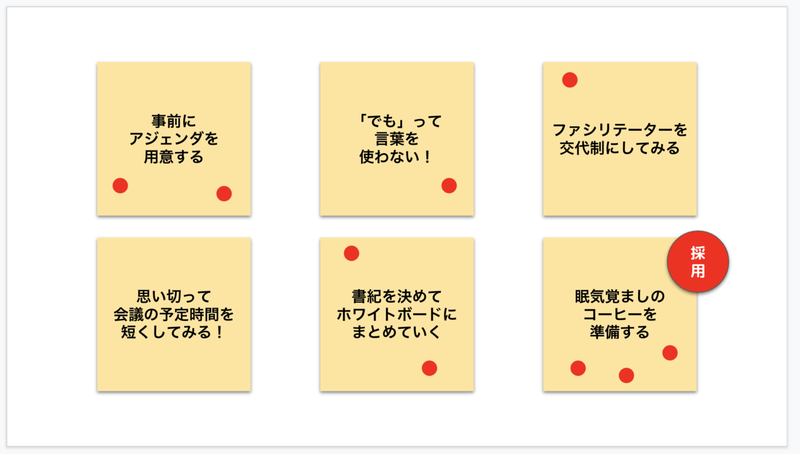 事前に
アジェンダを
用意する
「でも」って
言葉を
使わない！
ファシリテーターを
交代制にしてみる
思い切って
会議の予定時間を
短くしてみる！
書紀を決めて
ホワイトボードに
まとめていく
眠気覚ましの
コーヒーを
準備する
採
用